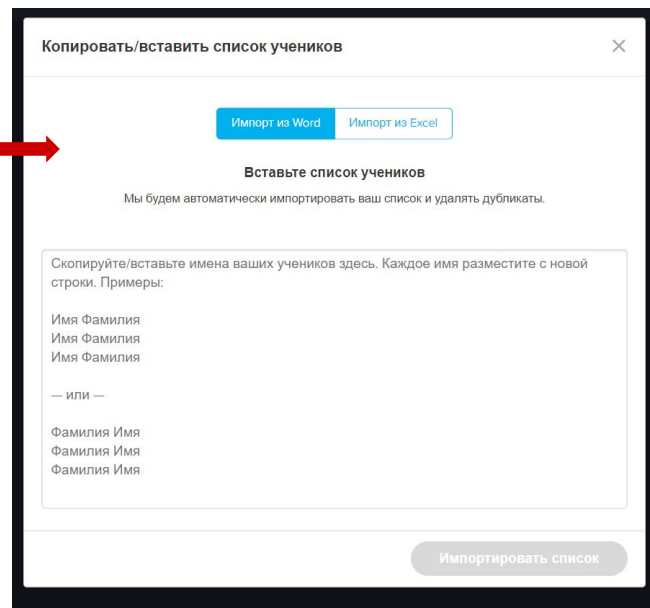 Копировать/вставить список учеников
Импорт из Word
Импорт из Excel
Вставьте список учеников
Мы будем автоматически импортировать ваш список и удалять дубликаты.
Скопируйте/вставьте имена ваших учеников здесь. Каждое имя разместите с новой
строки. Примеры:
Имя Фамилия
Имя Фамилия
Имя Фамилия
— или —
Фамилия Имя
Фамилия Имя
Фамилия Имя
Импортировать список